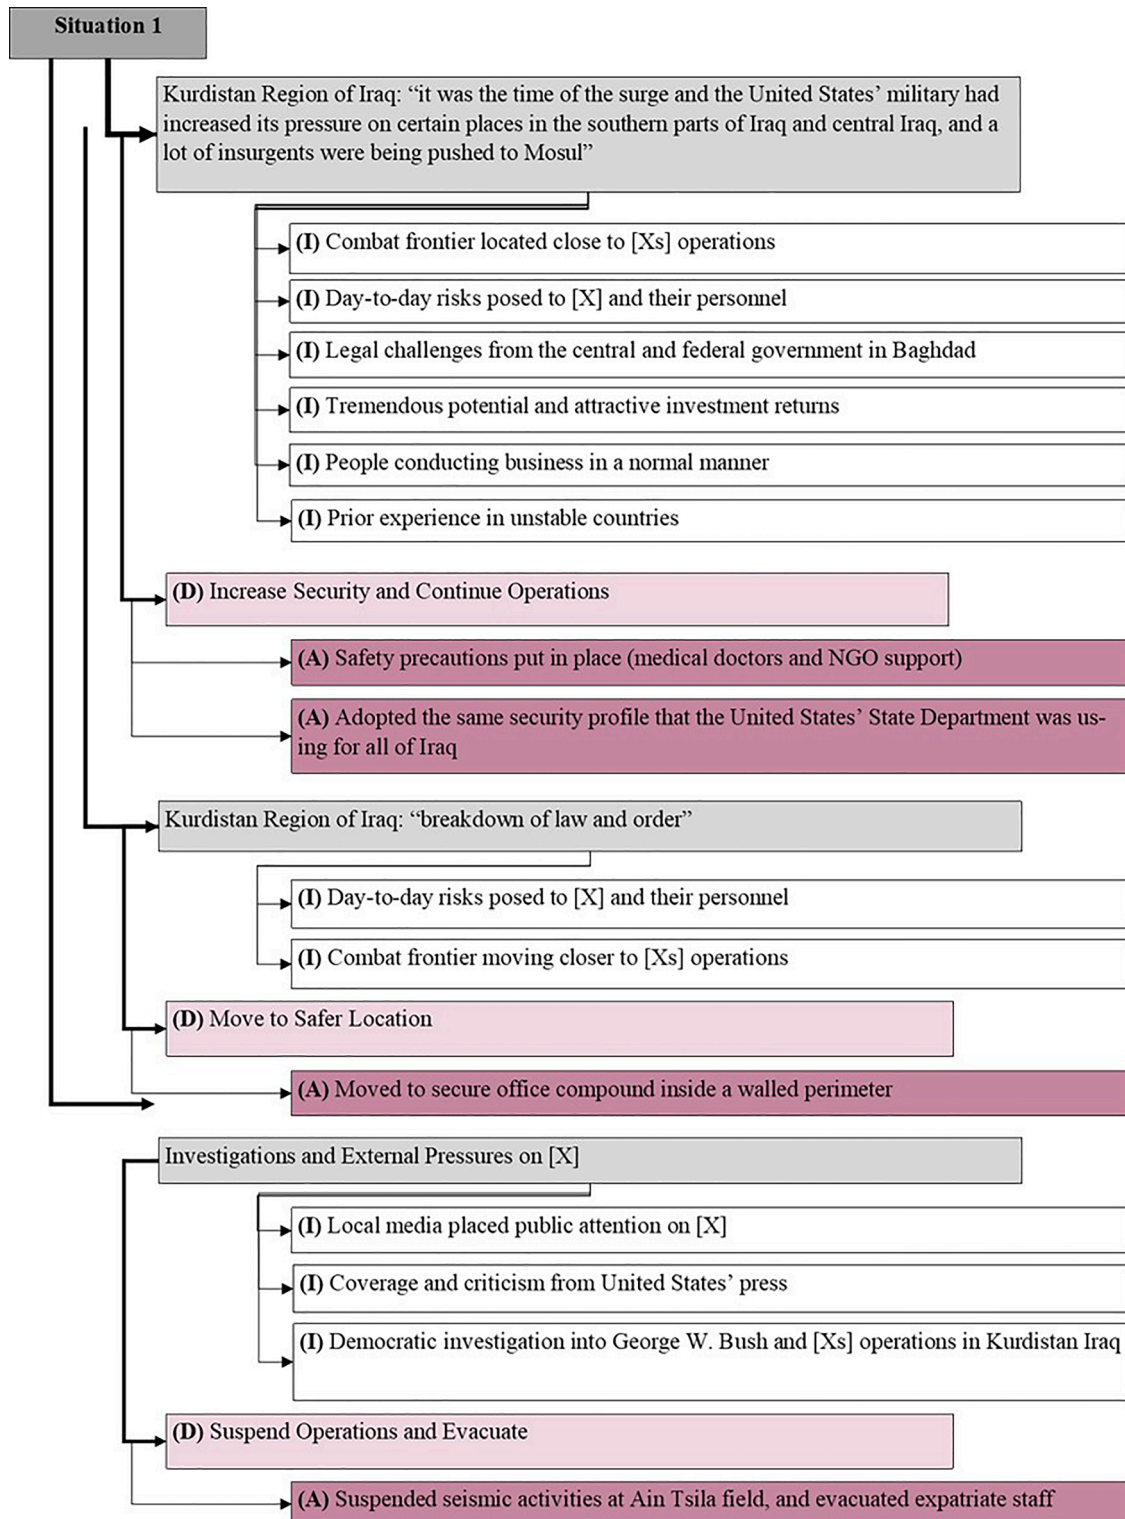 Situation 1
Kurdistan Region of Iraq: “it was the time of the surge and the United States’ military had
increased its pressure on certain places in the southern parts of Iraq and central Iraq, and a
lot of insurgents were being pushed to Mosul”
(I) Combat frontier located close to [Xs] operations
(I) Day-to-day risks posed to [X] and their personnel
(I) Legal challenges from the central and federal government in Baghdad
(I) Tremendous potential and attractive investment returns
(I) People conducting business in a normal manner
(I) Prior experience in unstable countries
(D) Increase Security and Continue Operations
(A) Safety precautions put in place (medical doctors and NGO support)
(A) Adopted the same security profile that the United States’ State Department was us-
ing for all of Iraq
Kurdistan Region of Iraq: “breakdown of law and order”
(I) Day-to-day risks posed to [X] and their personnel
(I) Combat frontier moving closer to [Xs] operations
(D) Move to Safer Location
(A) Moved to secure office compound inside a walled perimeter
Investigations and External Pressures on [X]
(I) Local media placed public attention on [X]
(I) Coverage and criticism from United States’ press
(I) Democratic investigation into George W. Bush and [Xs] operations in Kurdistan Iraq
(D) Suspend Operations and Evacuate
(A) Suspended seismic activities at Ain Tsila field, and evacuated expatriate staff